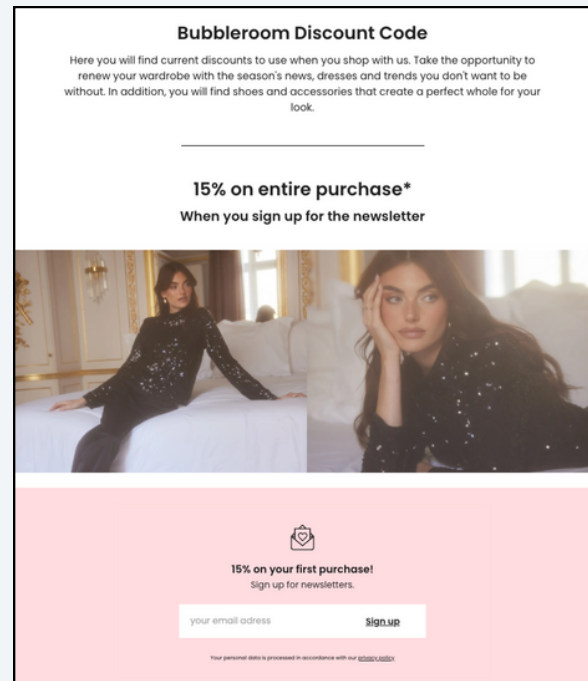 Bubbleroom Discount Code
Here you will find current discounts to use when you shop with us. Take the opportunity to
renew your wardrobe with the season's news, dresses and trends you don't want to be
without. In addition, you will find shoes and accessories that create a perfect whole for your
look.
15% on entire purchase*
When you sign up for the newsletter
15% on your first purchase!
Sign up for newsletters.
your email adress Sign up
Your personal data is processed in accordance with our privacy policy